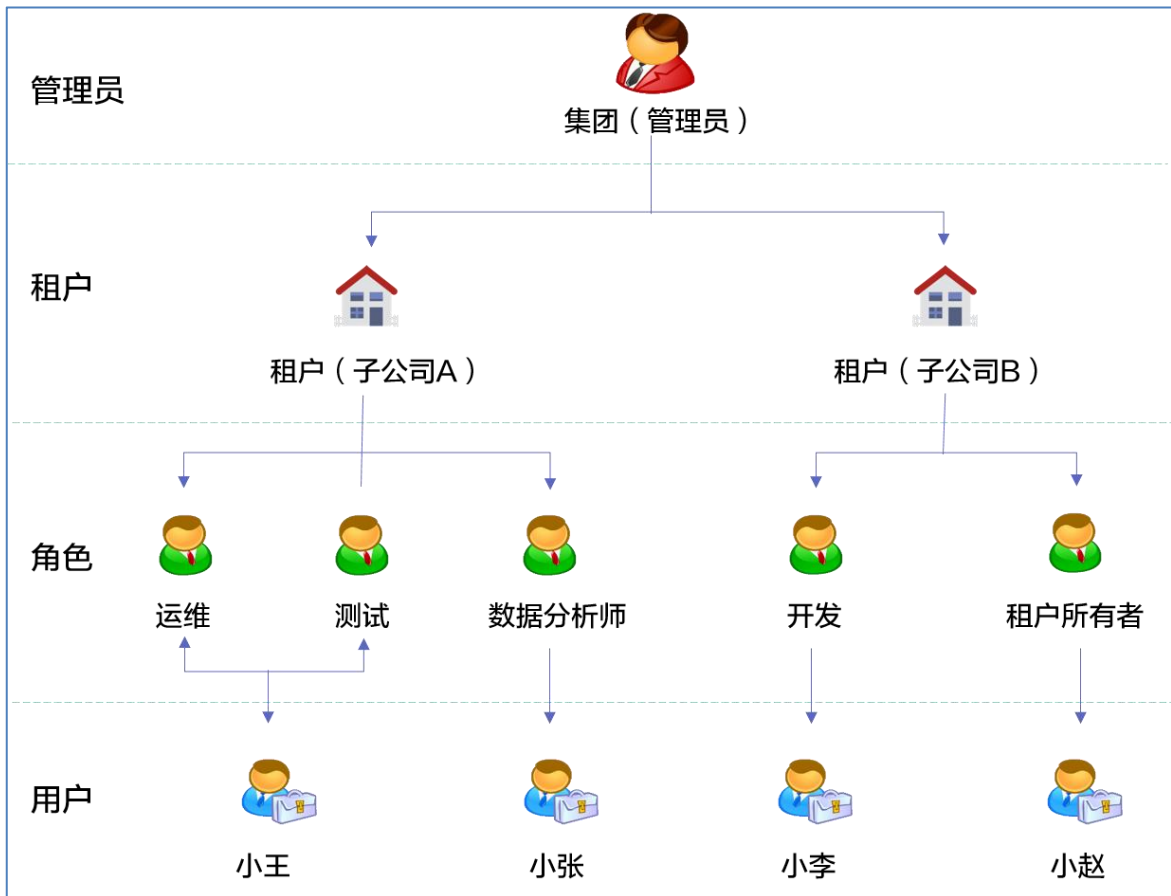 管理员
集团（管理员）
租户
租户（子公司A）
租户（子公司B）
角色
运维
测试
数据分析师
开发
租户所有者
用户
小王
小张
小李
小赵